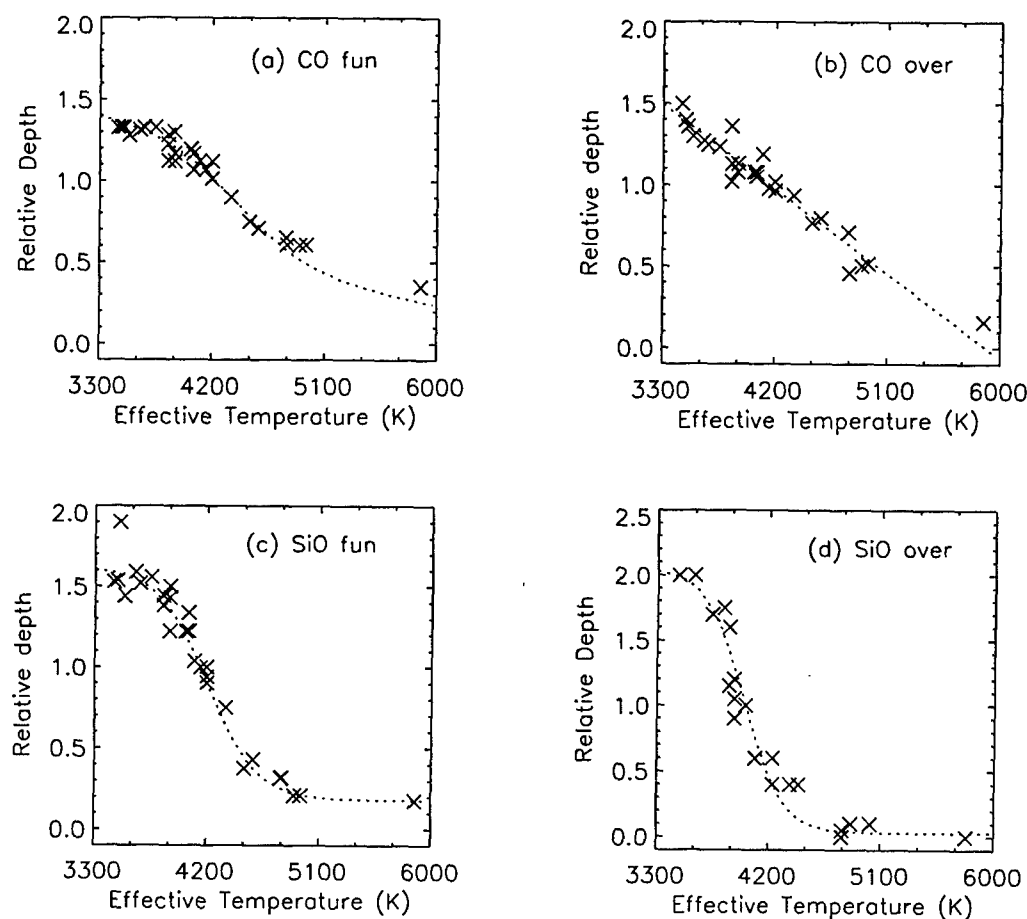 2.0
(a) CO fun
1.5
Relative Depth
1.0
0.5
0.0
3300 4200 5100 6000
Effective Temperature (K)
2.0
(b) CO over
1.5
Relative depth
1.0
0.5
0.0
3300 4200 5100 6000
Effective Temperature (K)
2.0
(c) SiO fun
1.5
Relative depth
1.0
0.5
0.0
3300 4200 5100 6000
Effective Temperature (K)
2.5
(d) SiO over
2.0
1.5
Relative Depth
1.0
0.5
0.0
3300 4200 5100 6000
Effective Temperature (K)